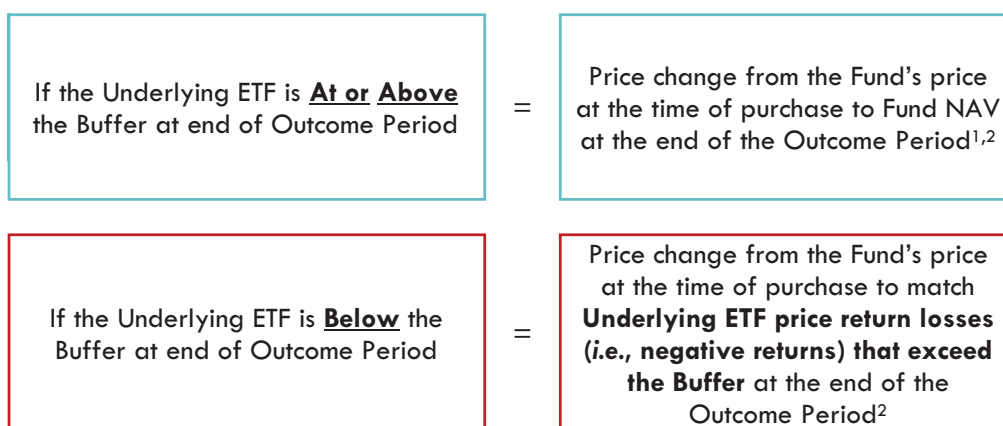 If the Underlying ETF is At or Above
the Buffer at end of Outcome Period
=
Price change from the Fund’s price
at the time of purchase to Fund NAV
at the end of the Outcome Period1,2
If the Underlying ETF is Below the
Buffer at end of Outcome Period
=
Price change from the Fund’s price
at the time of purchase to match
Underlying ETF price return losses
(i.e., negative returns) that exceed
the Buffer at the end of the
Outcome Period2